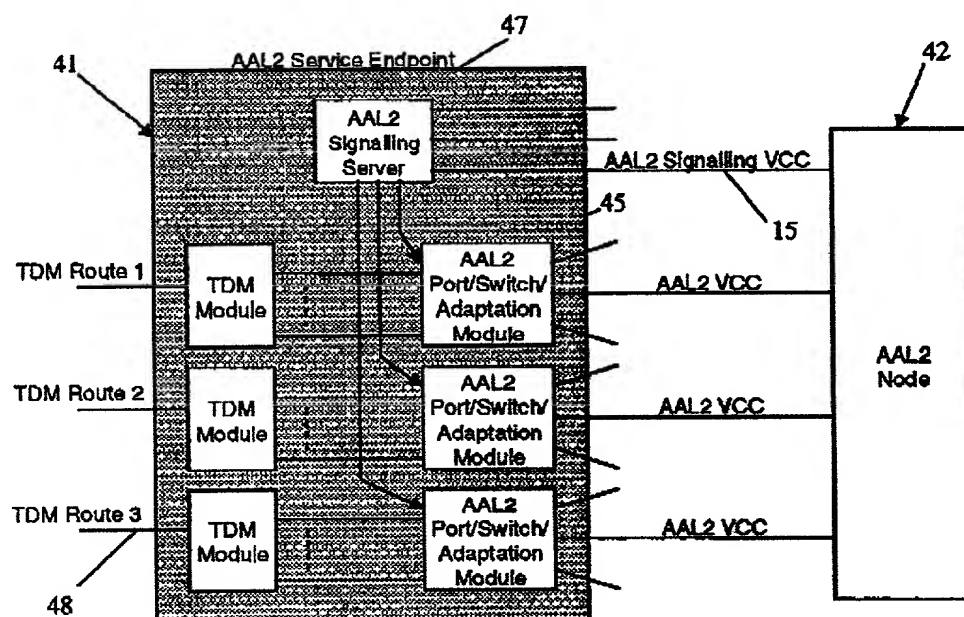 47
AAL2 Service Endpoint
41
42
AAL2
Signalling
Server
AAL2 Signalling VCC
45
15
TDM Route 1
TDM
Module
AAL2
Port/Switch/
Adaptation
Module
AAL2 VCC
AAL2
Node
TDM Route 2
TDM
Module
AAL2
Port/Switch/
Adaptation
Module
AAL2 VCC
TDM Route 3
TDM
Module
AAL2
Port/Switch/
Adaptation
Module
AAL2 VCC
48